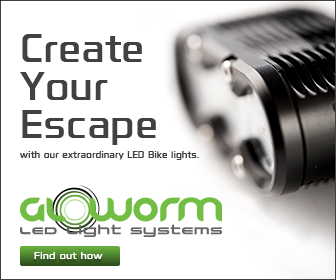 Create
Your
Escape
with our extraordinary LED Bike lights.
GLOWORM
LED Light systems
Find out how